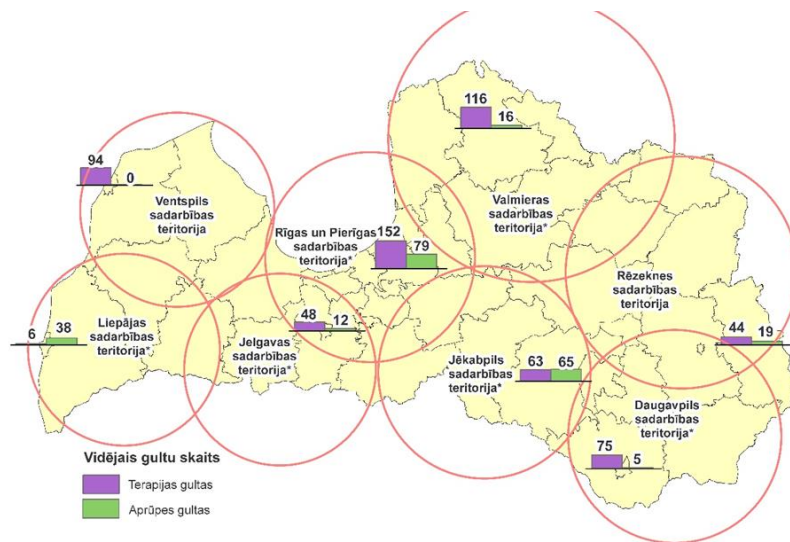 116
16
94
0
Ventspils
sadarbības
teritorija
Valmieras
sadarbības
teritorija*
Rīgas un Pierīgas
sadarbības
teritorija*
152
79
Rēzeknes
sadarbības
teritorija
6
38
Liepājas
sadarbības
teritorija*
48
12
Jelgavas
sadarbības
teritorija*
44
19
Jēkabpils
sadarbības
teritorija*
63
65
Daugavpils
sadarbības
teritorija*
75
5
Vidējais gultu skaits
Terapijas gultas
Aprūpes gultas